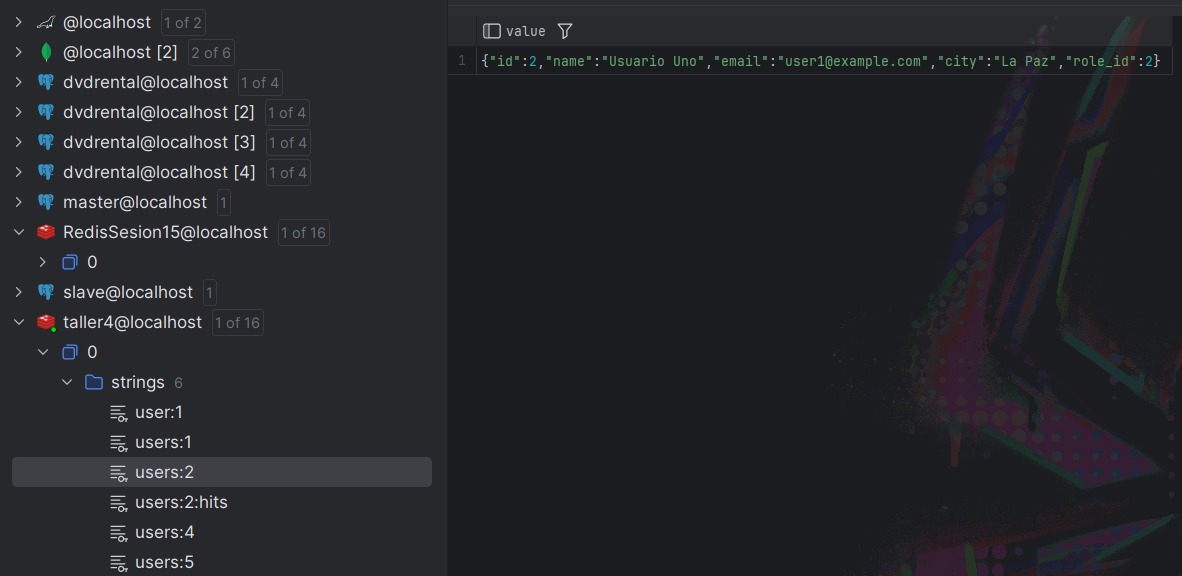 @localhost 1 of 2
@localhost [2] 2 of 6
dvdrental@localhost 1 of 4
dvdrental@localhost [2] 1 of 4
dvdrental@localhost [3] 1 of 4
dvdrental@localhost [4] 1 of 4
master@localhost 1
RedisSesion15@localhost 1 of 16
0
slave@localhost 1
taller4@localhost 1 of 16
0
strings 6
user:1
users:1
users:2
users:2:hits
users:4
users:5
value
1 {"id":2,"name":"Usuario Uno","email":"user1@example.com","city":"La Paz","role_id":2}